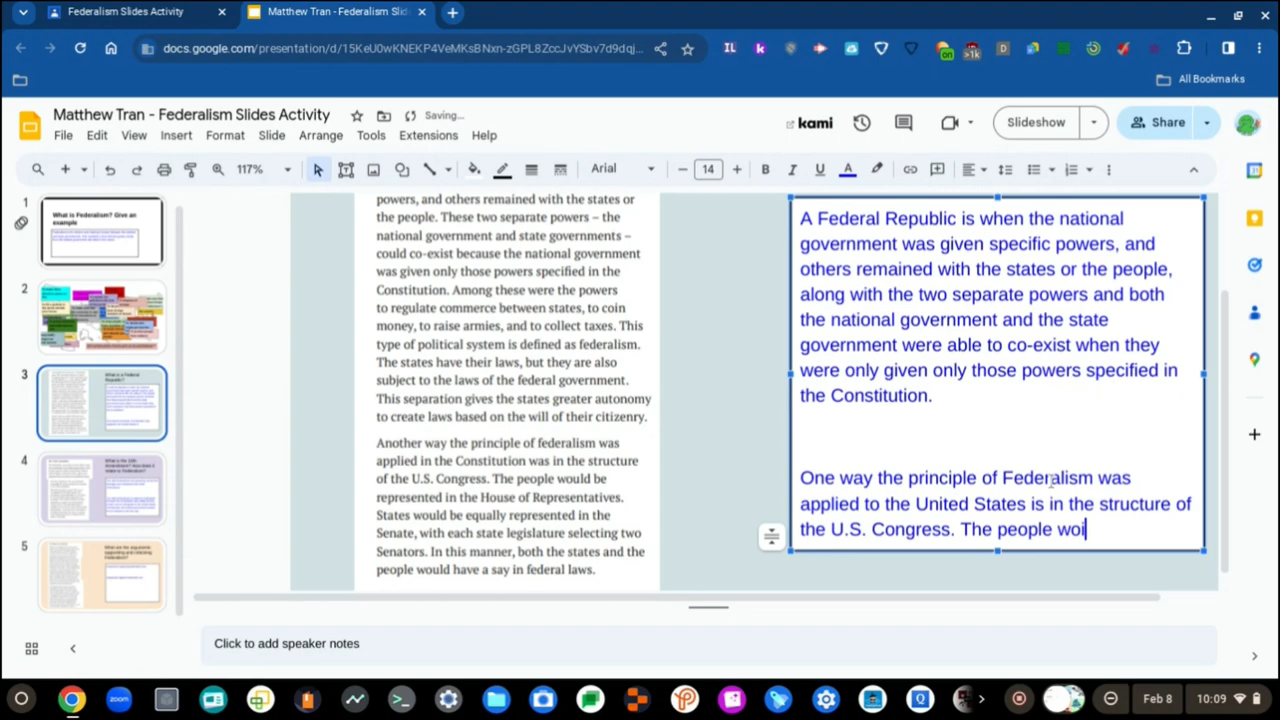 Federalism Slides Activity
Matthew Tran - Federalism Slid
docs.google.com/presentation/d/15KeU0wKNEKP4VeMKsBNxn-zGPL8ZccJvYSbv7d9dqj...
All Bookmarks
Matthew Tran - Federalism Slides Activity
Saving...
File Edit View Insert Format Slide Arrange Tools Extensions Help
kami
Slideshow
Share
117%
Arial
14
1
What is Federalism? Give an
example
2
3
What is a Federal
Republic?
4
5
powers, and others remained with the states or
the people. These two separate powers – the
national government and state governments –
could co-exist because the national government
was given only those powers specified in the
Constitution. Among these were the powers
to regulate commerce between states, to coin
money, to raise armies, and to collect taxes. This
type of political system is defined as federalism.
The states have their laws, but they are also
subject to the laws of the federal government.
This separation gives the states greater autonomy
to create laws based on the will of their citizenry.
Another way the principle of federalism was
applied in the Constitution was in the structure
of the U.S. Congress. The people would be
represented in the House of Representatives.
States would be equally represented in the
Senate, with each state legislature selecting two
Senators. In this manner, both the states and the
people would have a say in federal laws.
A Federal Republic is when the national
government was given specific powers, and
others remained with the states or the people,
along with the two separate powers and both
the national government and the state
government were able to co-exist when they
were only given only those powers specified in
the Constitution.
One way the principle of Federalism was
applied to the United States is in the structure of
the U.S. Congress. The people woi
Click to add speaker notes
zoom
Feb 8
10:09